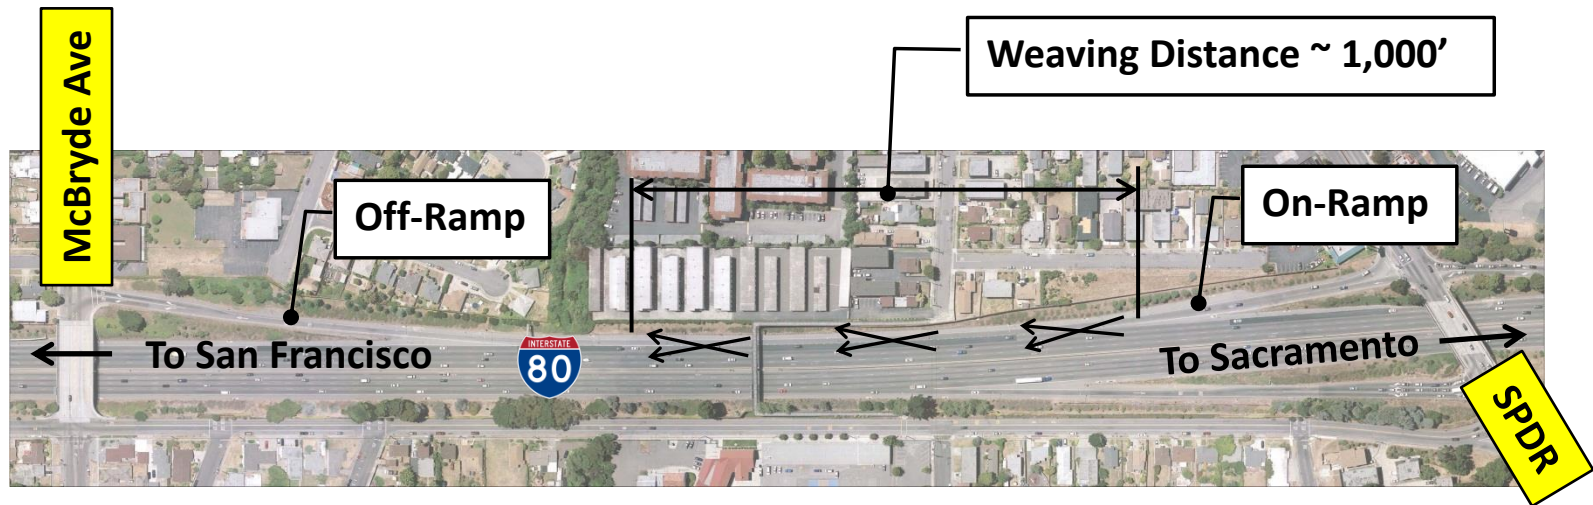 McBryde Ave
Weaving Distance ~ 1,000’
Off-Ramp
On-Ramp
To San Francisco
INTERSTATE
80
To Sacramento
SPDR